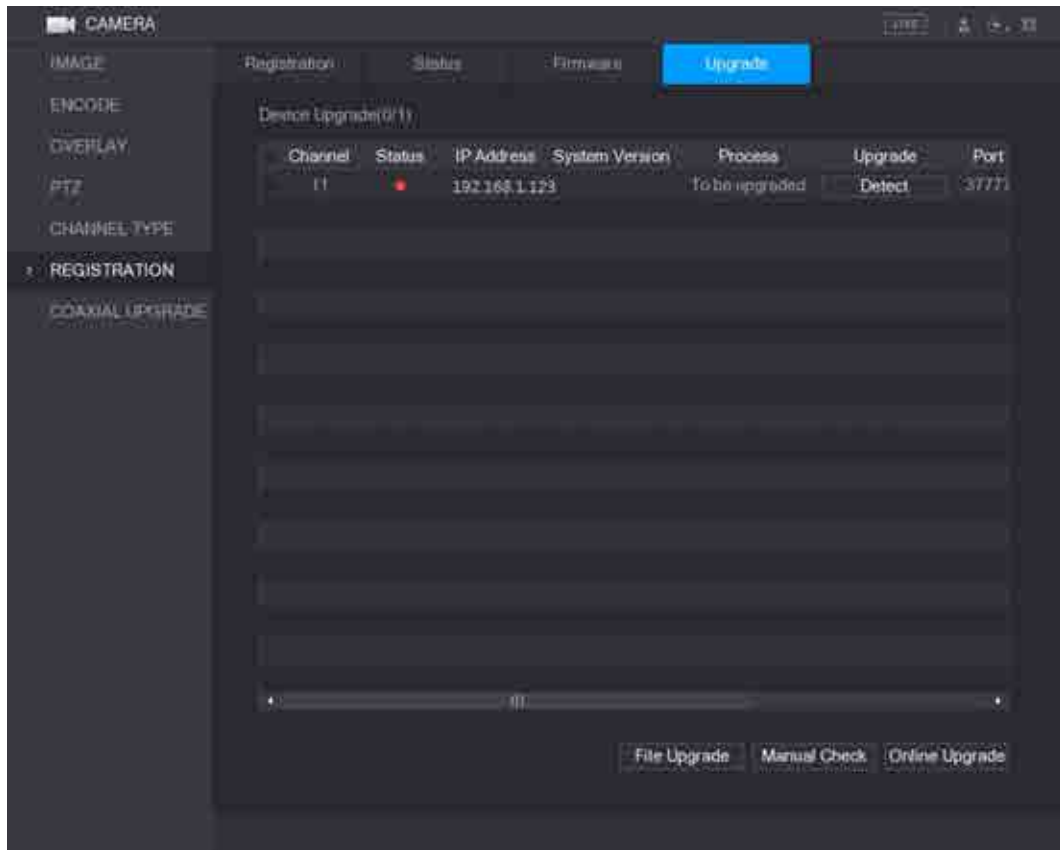 CAMERA
LIVE
IMAGE
Registration Status Firmware Upgrade
ENCODE
Device Upgrade(0/1)
OVERLAY
Channel Status IP Address System Version Process Upgrade Port
PTZ
11 192.168.1.123 To be upgraded Detect 3777
CHANNEL TYPE
REGISTRATION
COAXIAL UPGRADE
File Upgrade Manual Check Online Upgrade